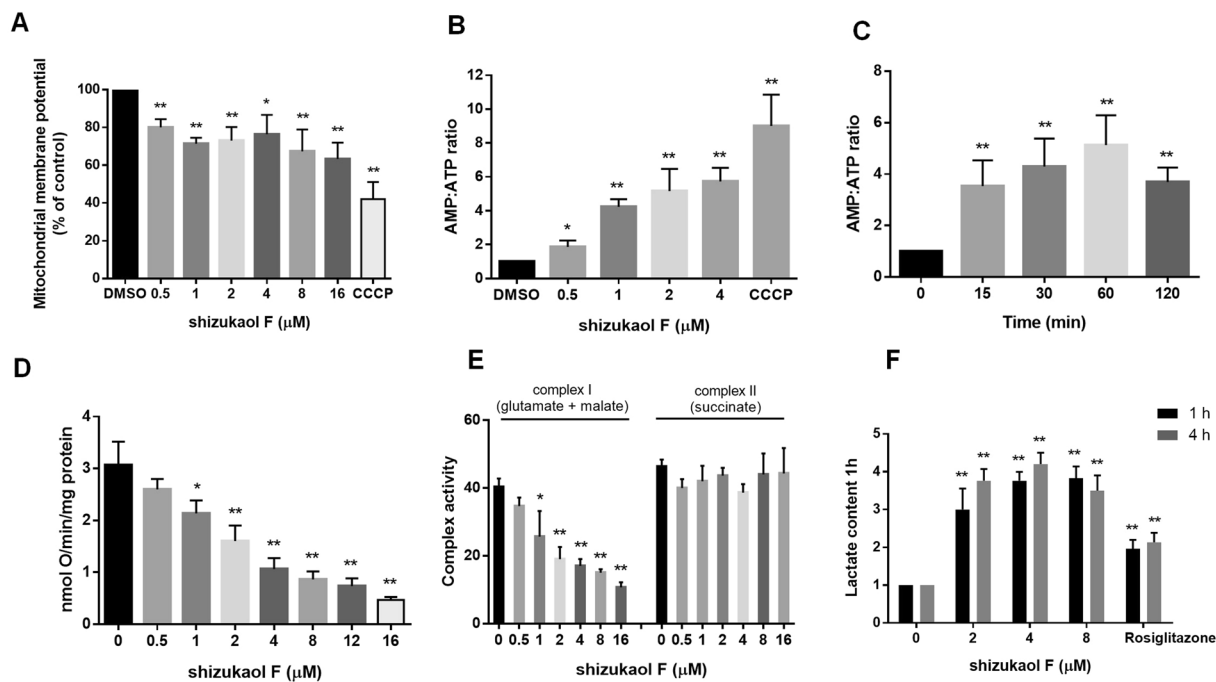 A
Mitochondrial membrane potential
(% of control)
100
80
60
40
20
0
** ** ** * ** ** **
DMSO 0.5 1 2 4 8 16 CCCP
shizukaol F (μM)
B
AMP:ATP ratio
12
10
8
6
4
2
0
* ** ** ** **
DMSO 0.5 1 2 4 CCCP
shizukaol F (μM)
C
AMP:ATP ratio
8
6
4
2
0
** ** ** **
0 15 30 60 120
Time (min)
D
nmol O/min/mg protein
4
3
2
1
0
* ** ** ** ** **
0 0.5 1 2 4 8 12 16
shizukaol F (μM)
E
complex I
(glutamate + malate)
complex II
(succinate)
Complex activity
60
40
20
0
* ** ** ** **
0 0.5 1 2 4 8 16 0 0.5 1 2 4 8 16
shizukaol F (μM)
F
1 h
4 h
Lactate content 1h
5
4
3
2
1
0
** ** ** ** ** ** ** **
0 2 4 8 Rosiglitazone
shizukaol F (μM)